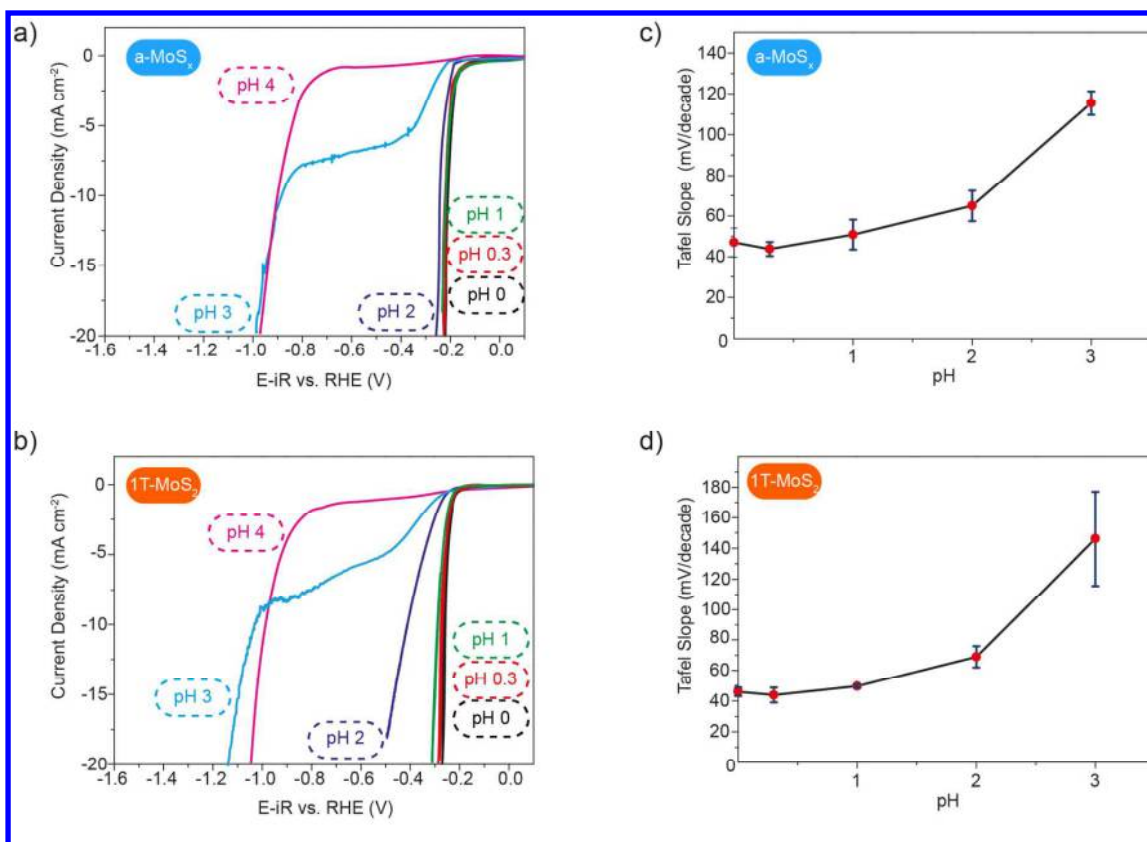 a)
a-MoSₓ
pH 4
pH 3
pH 2
pH 1
pH 0.3
pH 0
0
-5
-10
-15
-20
Current Density (mA cm⁻²)
-1.6 -1.4 -1.2 -1.0 -0.8 -0.6 -0.4 -0.2 0.0
E-iR vs. RHE (V)
c)
a-MoSₓ
140
120
100
80
60
40
20
0
Tafel Slope (mV/decade)
1 2 3
pH
b)
1T-MoS₂
pH 4
pH 3
pH 2
pH 1
pH 0.3
pH 0
0
-5
-10
-15
-20
Current Density (mA cm⁻²)
-1.6 -1.4 -1.2 -1.0 -0.8 -0.6 -0.4 -0.2 0.0
E-iR vs. RHE (V)
d)
1T-MoS₂
180
160
140
120
100
80
60
40
20
0
Tafel Slope (mV/decade)
1 2 3
pH